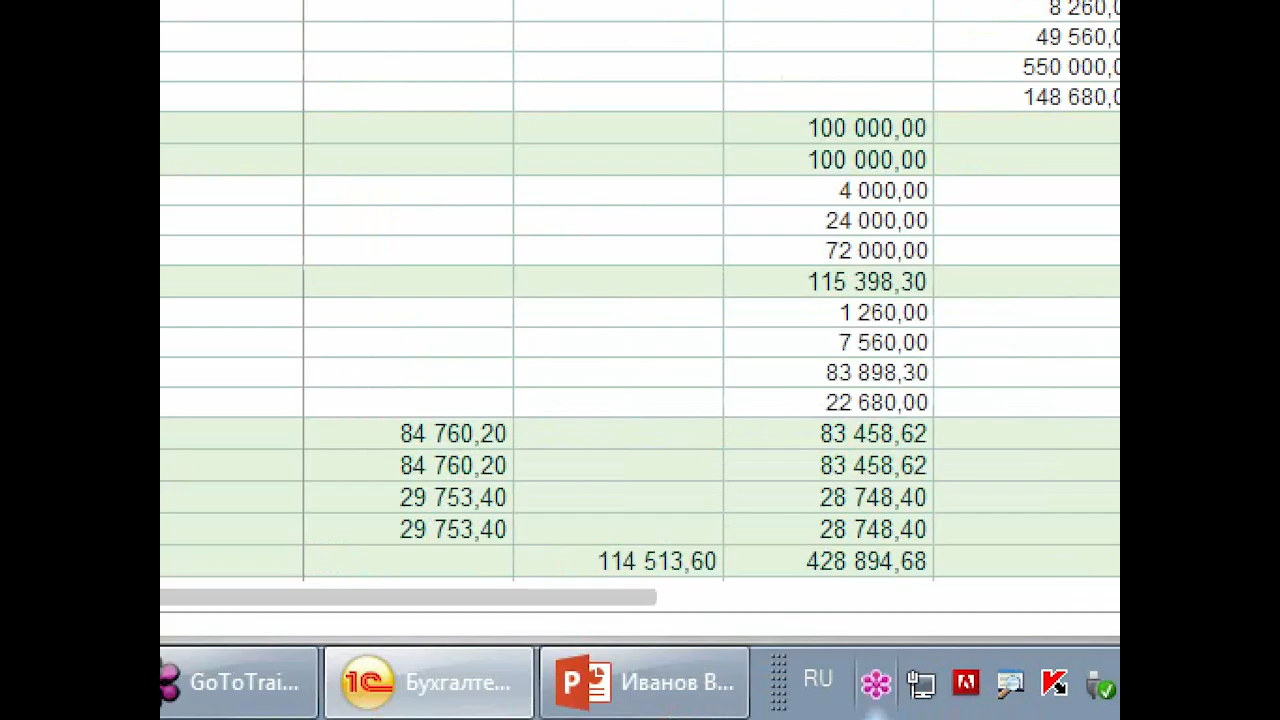 8 260,0
49 560,0
550 000,0
148 680,0
100 000,00
100 000,00
4 000,00
24 000,00
72 000,00
115 398,30
1 260,00
7 560,00
83 898,30
22 680,00
84 760,20 83 458,62
84 760,20 83 458,62
29 753,40 28 748,40
29 753,40 28 748,40
114 513,60 428 894,68
GoToTrai... 1С Бухгалте... P Иванов В... RU